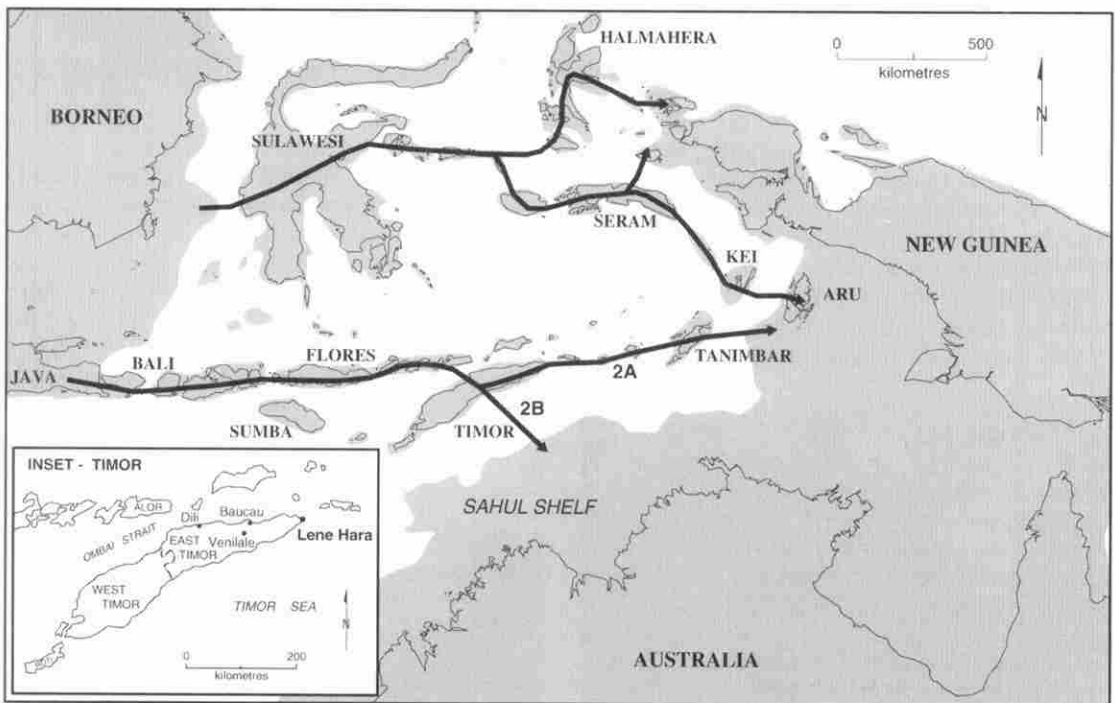 HALMAHERA
0 500
kilometres
N
BORNEO
SULAWESI
SERAM
NEW GUINEA
KEI
ARU
BALI
FLORES
TANIMBAR
JAVA
2A
2B
SUMBA
TIMOR
SAHUL SHELF
AUSTRALIA
INSET - TIMOR
ALOR
Dili
Baucau
OMBAI STRAIT
EAST
TIMOR
Venilale
Lene Hara
WEST
TIMOR
TIMOR SEA
N
0 200
kilometres